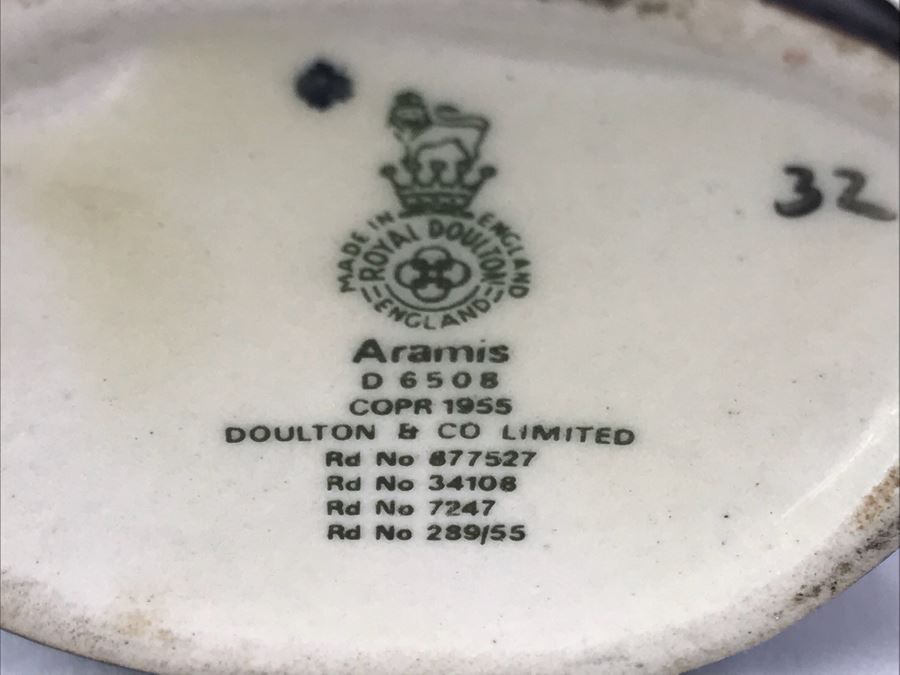 32
MADE IN ENGLAND
ROYAL DOULTON
ENGLAND
Aramis
D 6508
COPR 1955
DOULTON & CO LIMITED
Rd No 877527
Rd No 34108
Rd No 7247
Rd No 289/55